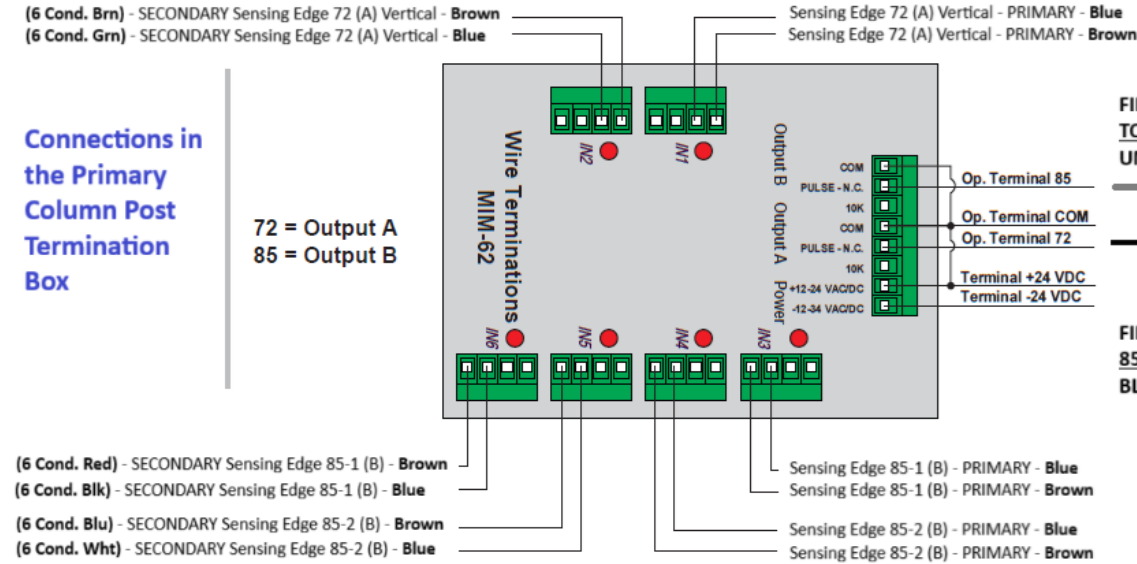 (6 Cond. Brn) - SECONDARY Sensing Edge 72 (A) Vertical - Brown
(6 Cond. Grn) - SECONDARY Sensing Edge 72 (A) Vertical - Blue
Sensing Edge 72 (A) Vertical - PRIMARY - Blue
Sensing Edge 72 (A) Vertical - PRIMARY - Brown
Connections in
the Primary
Column Post
Termination
Box
72 = Output A
85 = Output B
Wire Terminations
MIM-62
IN2
IN1
Output B
Output A
Power
COM
PULSE - N.C.
10K
COM
PULSE - N.C.
10K
+12-24 VAC/DC
-12-34 VAC/DC
Op. Terminal 85
Op. Terminal COM
Op. Terminal 72
Terminal +24 VDC
Terminal -24 VDC
IN6
IN5
IN4
IN3
(6 Cond. Red) - SECONDARY Sensing Edge 85-1 (B) - Brown
(6 Cond. Blk) - SECONDARY Sensing Edge 85-1 (B) - Blue
(6 Cond. Blu) - SECONDARY Sensing Edge 85-2 (B) - Brown
(6 Cond. Wht) - SECONDARY Sensing Edge 85-2 (B) - Blue
Sensing Edge 85-1 (B) - PRIMARY - Blue
Sensing Edge 85-1 (B) - PRIMARY - Brown
Sensing Edge 85-2 (B) - PRIMARY - Blue
Sensing Edge 85-2 (B) - PRIMARY - Brown